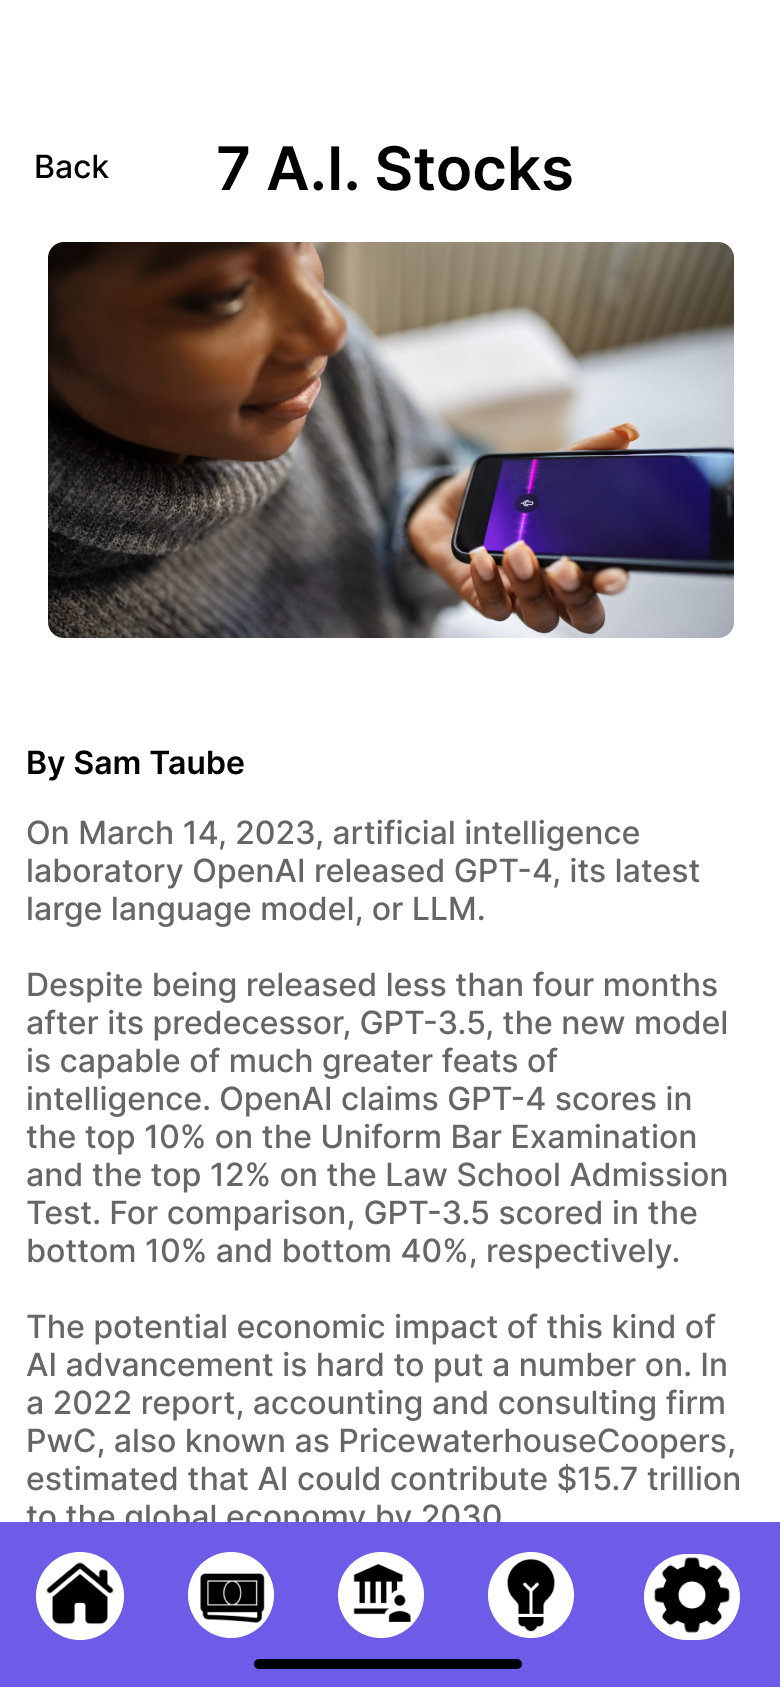 Back
7 A.I. Stocks
By Sam Taube
On March 14, 2023, artificial intelligence
laboratory OpenAI released GPT-4, its latest
large language model, or LLM.
Despite being released less than four months
after its predecessor, GPT-3.5, the new model
is capable of much greater feats of
intelligence. OpenAI claims GPT-4 scores in
the top 10% on the Uniform Bar Examination
and the top 12% on the Law School Admission
Test. For comparison, GPT-3.5 scored in the
bottom 10% and bottom 40%, respectively.
The potential economic impact of this kind of
AI advancement is hard to put a number on. In
a 2022 report, accounting and consulting firm
PwC, also known as PricewaterhouseCoopers,
estimated that AI could contribute $15.7 trillion
to the global economy by 2030.